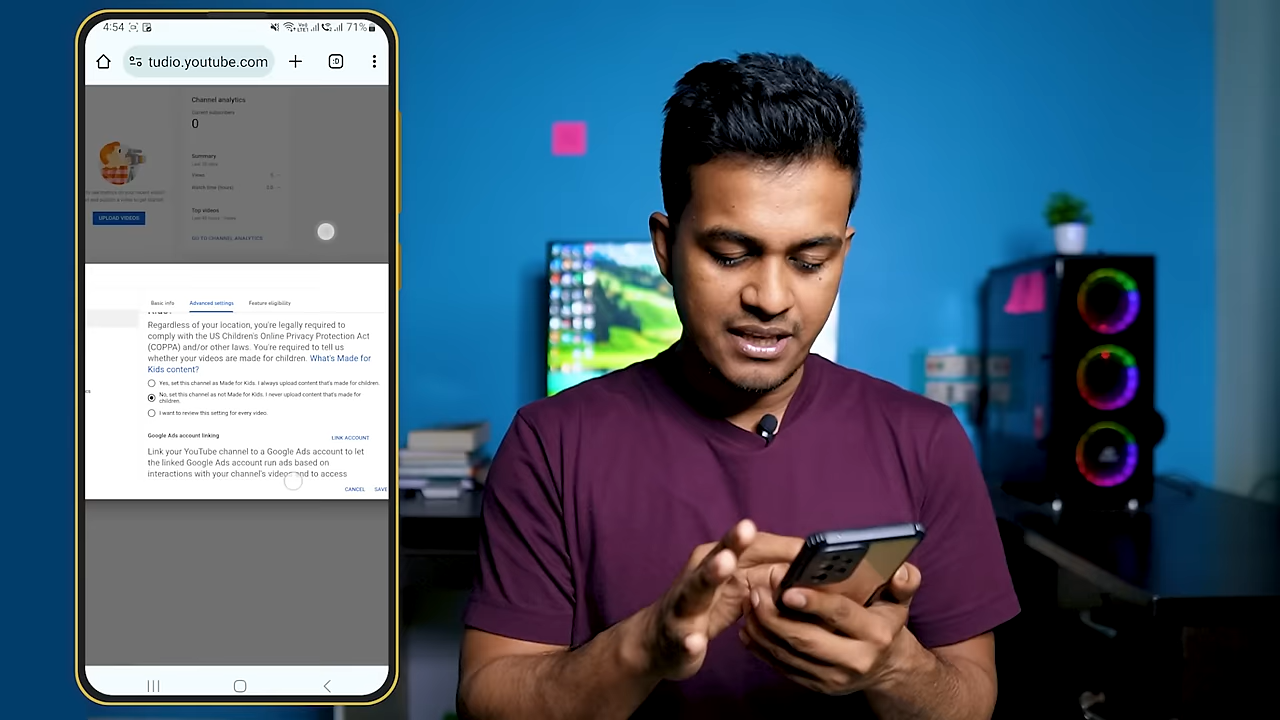 4:54
71%
tudio.youtube.com
:D
Channel analytics
Current subscribers
0
Summary
Views
Watch time (hours)
UPLOAD VIDEOS
Top videos
GO TO CHANNEL ANALYTICS
Basic info
Advanced settings
Feature eligibility
Regardless of your location, you're legally required to
comply with the US Children's Online Privacy Protection Act
(COPPA) and/or other laws. You're required to tell us
whether your videos are made for children. What's Made for
Kids content?
Yes, set this channel as Made for Kids. I always upload content that's made for children.
No, set this channel as not Made for Kids. I never upload content that's made for
children.
I want to review this setting for every video.
Google Ads account linking
LINK ACCOUNT
Link your YouTube channel to a Google Ads account to let
the linked Google Ads account run ads based on
interactions with your channel's videos and to access
CANCEL
SAVE